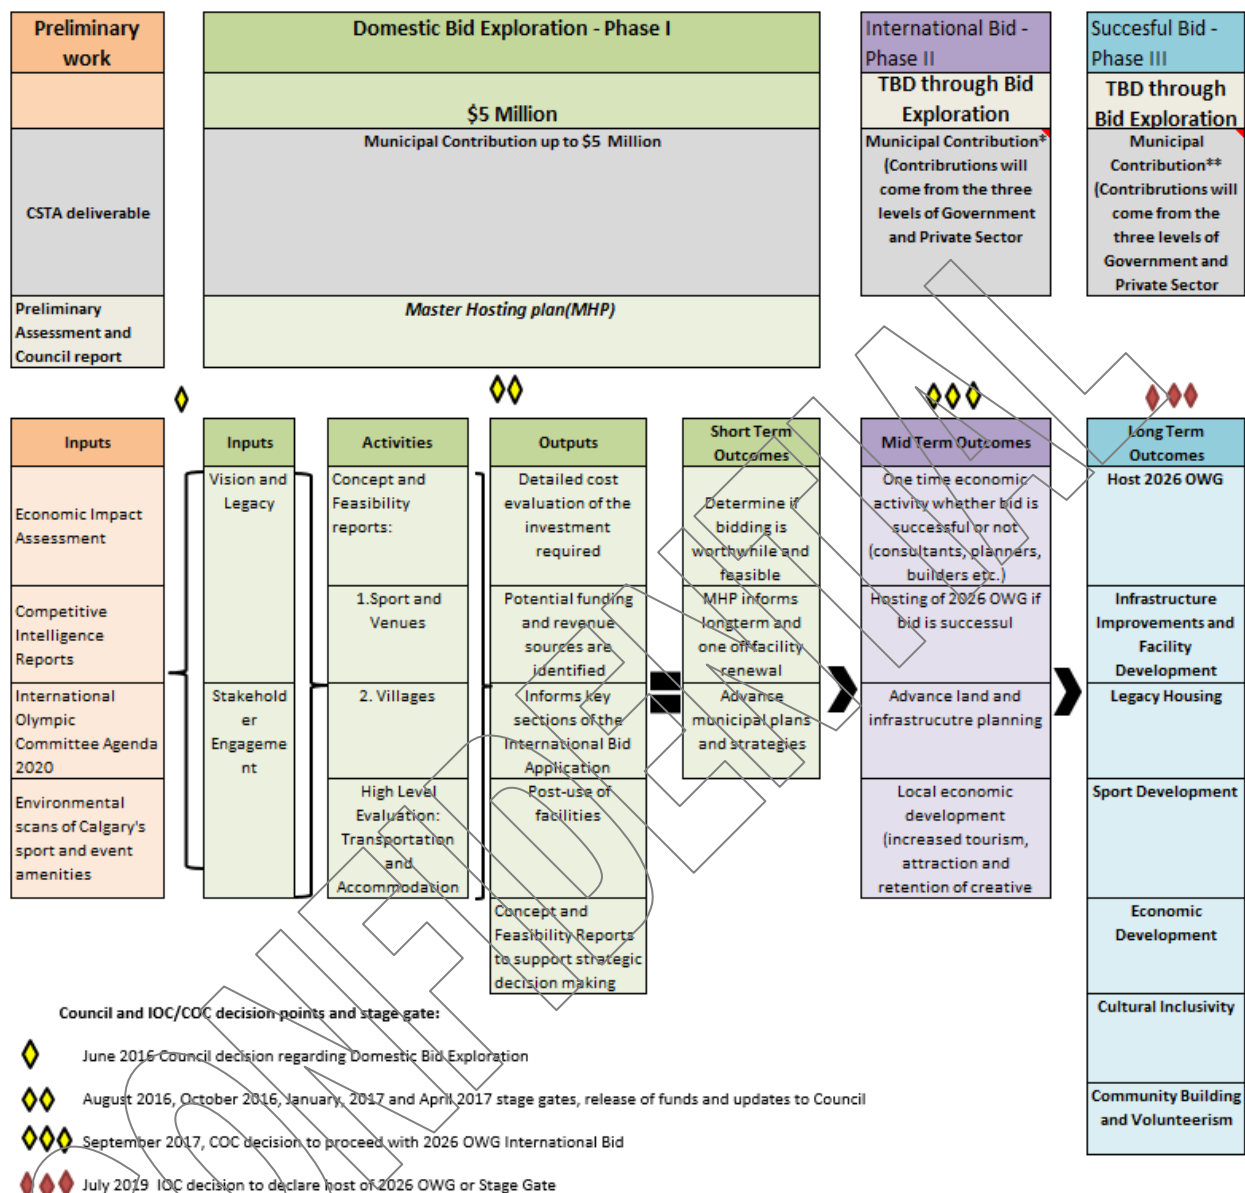 Preliminary
work
Domestic Bid Exploration - Phase I
International Bid -
Phase II
Succesful Bid -
Phase III
$5 Million
TBD through Bid
Exploration
TBD through
Bid Exploration
CSTA deliverable
Municipal Contribution up to $5 Million
Municipal Contribution*
(Contribrutions will
come from the three
levels of Government
and Private Sector
Municipal
Contribution**
(Contribrutions will
come from the
three levels of
Government and
Private Sector
Preliminary
Assessment and
Council report
Master Hosting plan(MHP)
Inputs
Economic Impact
Assessment
Competitive
Intelligence
Reports
International
Olympic
Committee Agenda
2020
Environmental
scans of Calgary's
sport and event
amenities
Inputs
Vision and
Legacy
Stakehold
er
Engageme
nt
Activities
Concept and
Feasibility
reports:
1.Sport and
Venues
2. Villages
High Level
Evaluation:
Transportation
and
Accommodation
Outputs
Detailed cost
evaluation of the
investment
required
Potential funding
and revenue
sources are
identified
Informs key
sections of the
International Bid
Application
Post-use of
facilities
Concept and
Feasibility Reports
to support strategic
decision making
Short Term
Outcomes
Determine if
bidding is
worthwhile and
feasible
MHP informs
longterm and
one off facility
renewal
Advance
municipal plans
and strategies
Mid Term Outcomes
One time economic
activity whether bid is
successful or not
(consultants, planners,
builders etc.)
Hosting of 2026 OWG if
bid is successul
Advance land and
infrastrucutre planning
Local economic
development
(increased tourism,
attraction and
retention of creative
Long Term
Outcomes
Host 2026 OWG
Infrastructure
Improvements and
Facility
Development
Legacy Housing
Sport Development
Economic
Development
Cultural Inclusivity
Community Building
and Volunteerism
Council and IOC/COC decision points and stage gate:
June 2016 Council decision regarding Domestic Bid Exploration
August 2016, October 2016, January, 2017 and April 2017 stage gates, release of funds and updates to Council
September 2017, COC decision to proceed with 2026 OWG International Bid
July 2019 IOC decision to declare host of 2026 OWG or Stage Gate
CONFIDENTIAL